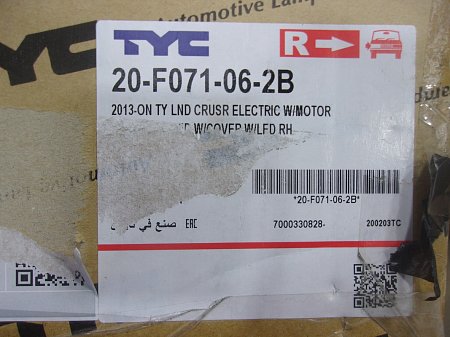 TYC
R
20-F071-06-2B
2013-ON TY LND CRUSR ELECTRIC W/MOTOR
W/COVER W/LED RH
*20-F071-06-2B*
صنع في EAC
7000330828- 200203TC
Automotive Lamp